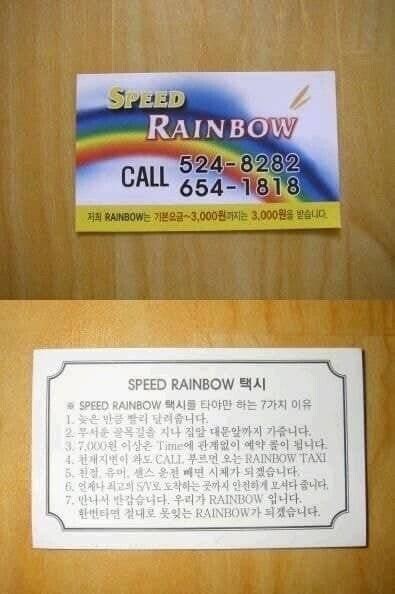 SPEED
RAINBOW
CALL 524-8282
654-1818
저희 RAINBOW는 기본요금~3,000원까지는 3,000원을 받습니다.
SPEED RAINBOW 택시
※ SPEED RAINBOW 택시를 타야만 하는 7가지 이유
1. 늦은 만큼 빨리 달려줍니다.
2. 무서운 골목길을 지나 집앞 대문앞까지 가줍니다.
3. 7,000원 이상은 Time에 관계없이 예약 콜이 됩니다.
4. 천재지변이 와도 CALL 부르면 오는 RAINBOW TAXI
5. 친절, 유머, 센스 운전 빼면 시체가 되겠습니다.
6. 언제나 최고의 S/V로 도착하는 곳까지 안전하게 모셔다 줍니다.
7. 만나서 반갑습니다. 우리가 RAINBOW 입니다.
한번타면 절대로 못잊는 RAINBOW가 되겠습니다.